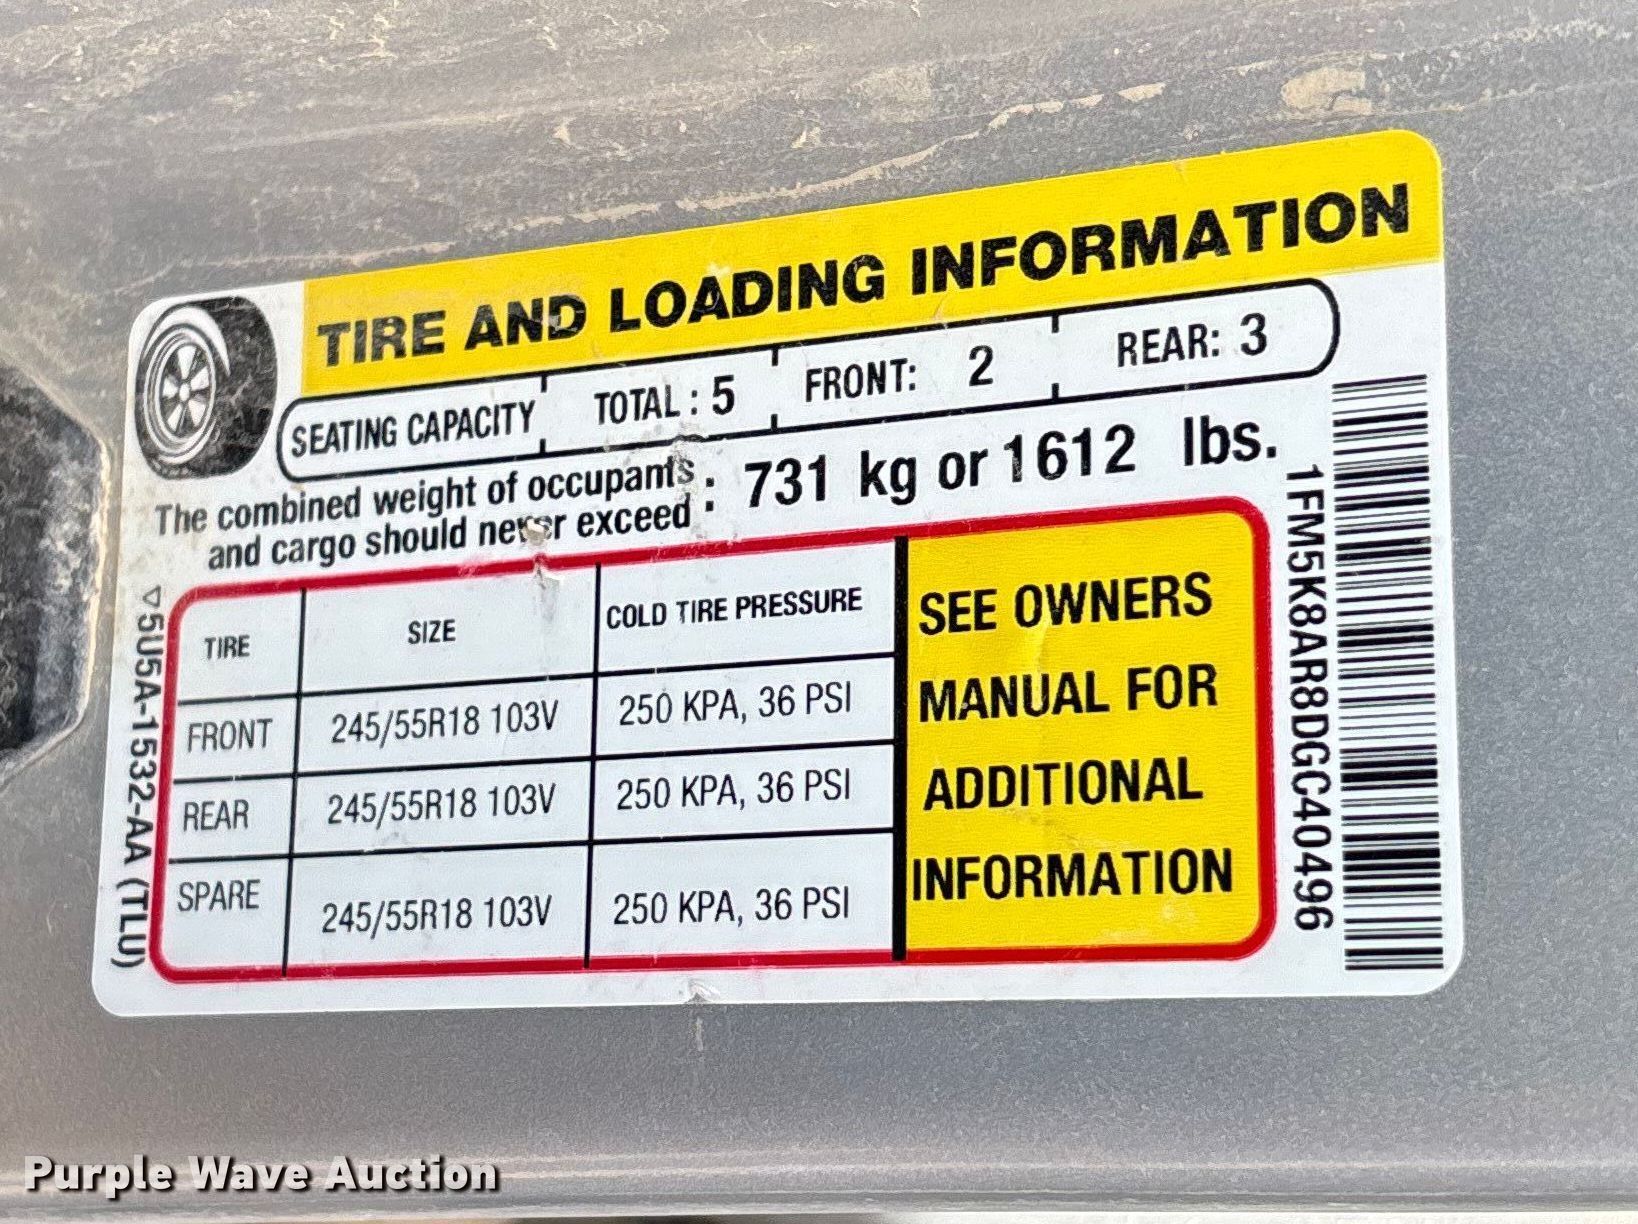 TIRE AND LOADING INFORMATION
SEATING CAPACITY TOTAL : 5 FRONT: 2 REAR: 3
The combined weight of occupants
and cargo should never exceed : 731 kg or 1612 lbs.
TIRE SIZE COLD TIRE PRESSURE
FRONT 245/55R18 103V 250 KPA, 36 PSI
REAR 245/55R18 103V 250 KPA, 36 PSI
SPARE 245/55R18 103V 250 KPA, 36 PSI
SEE OWNERS
MANUAL FOR
ADDITIONAL
INFORMATION
▽5U5A-1532-AA (TLU)
1FM5K8AR8DGC40496
Purple Wave Auction